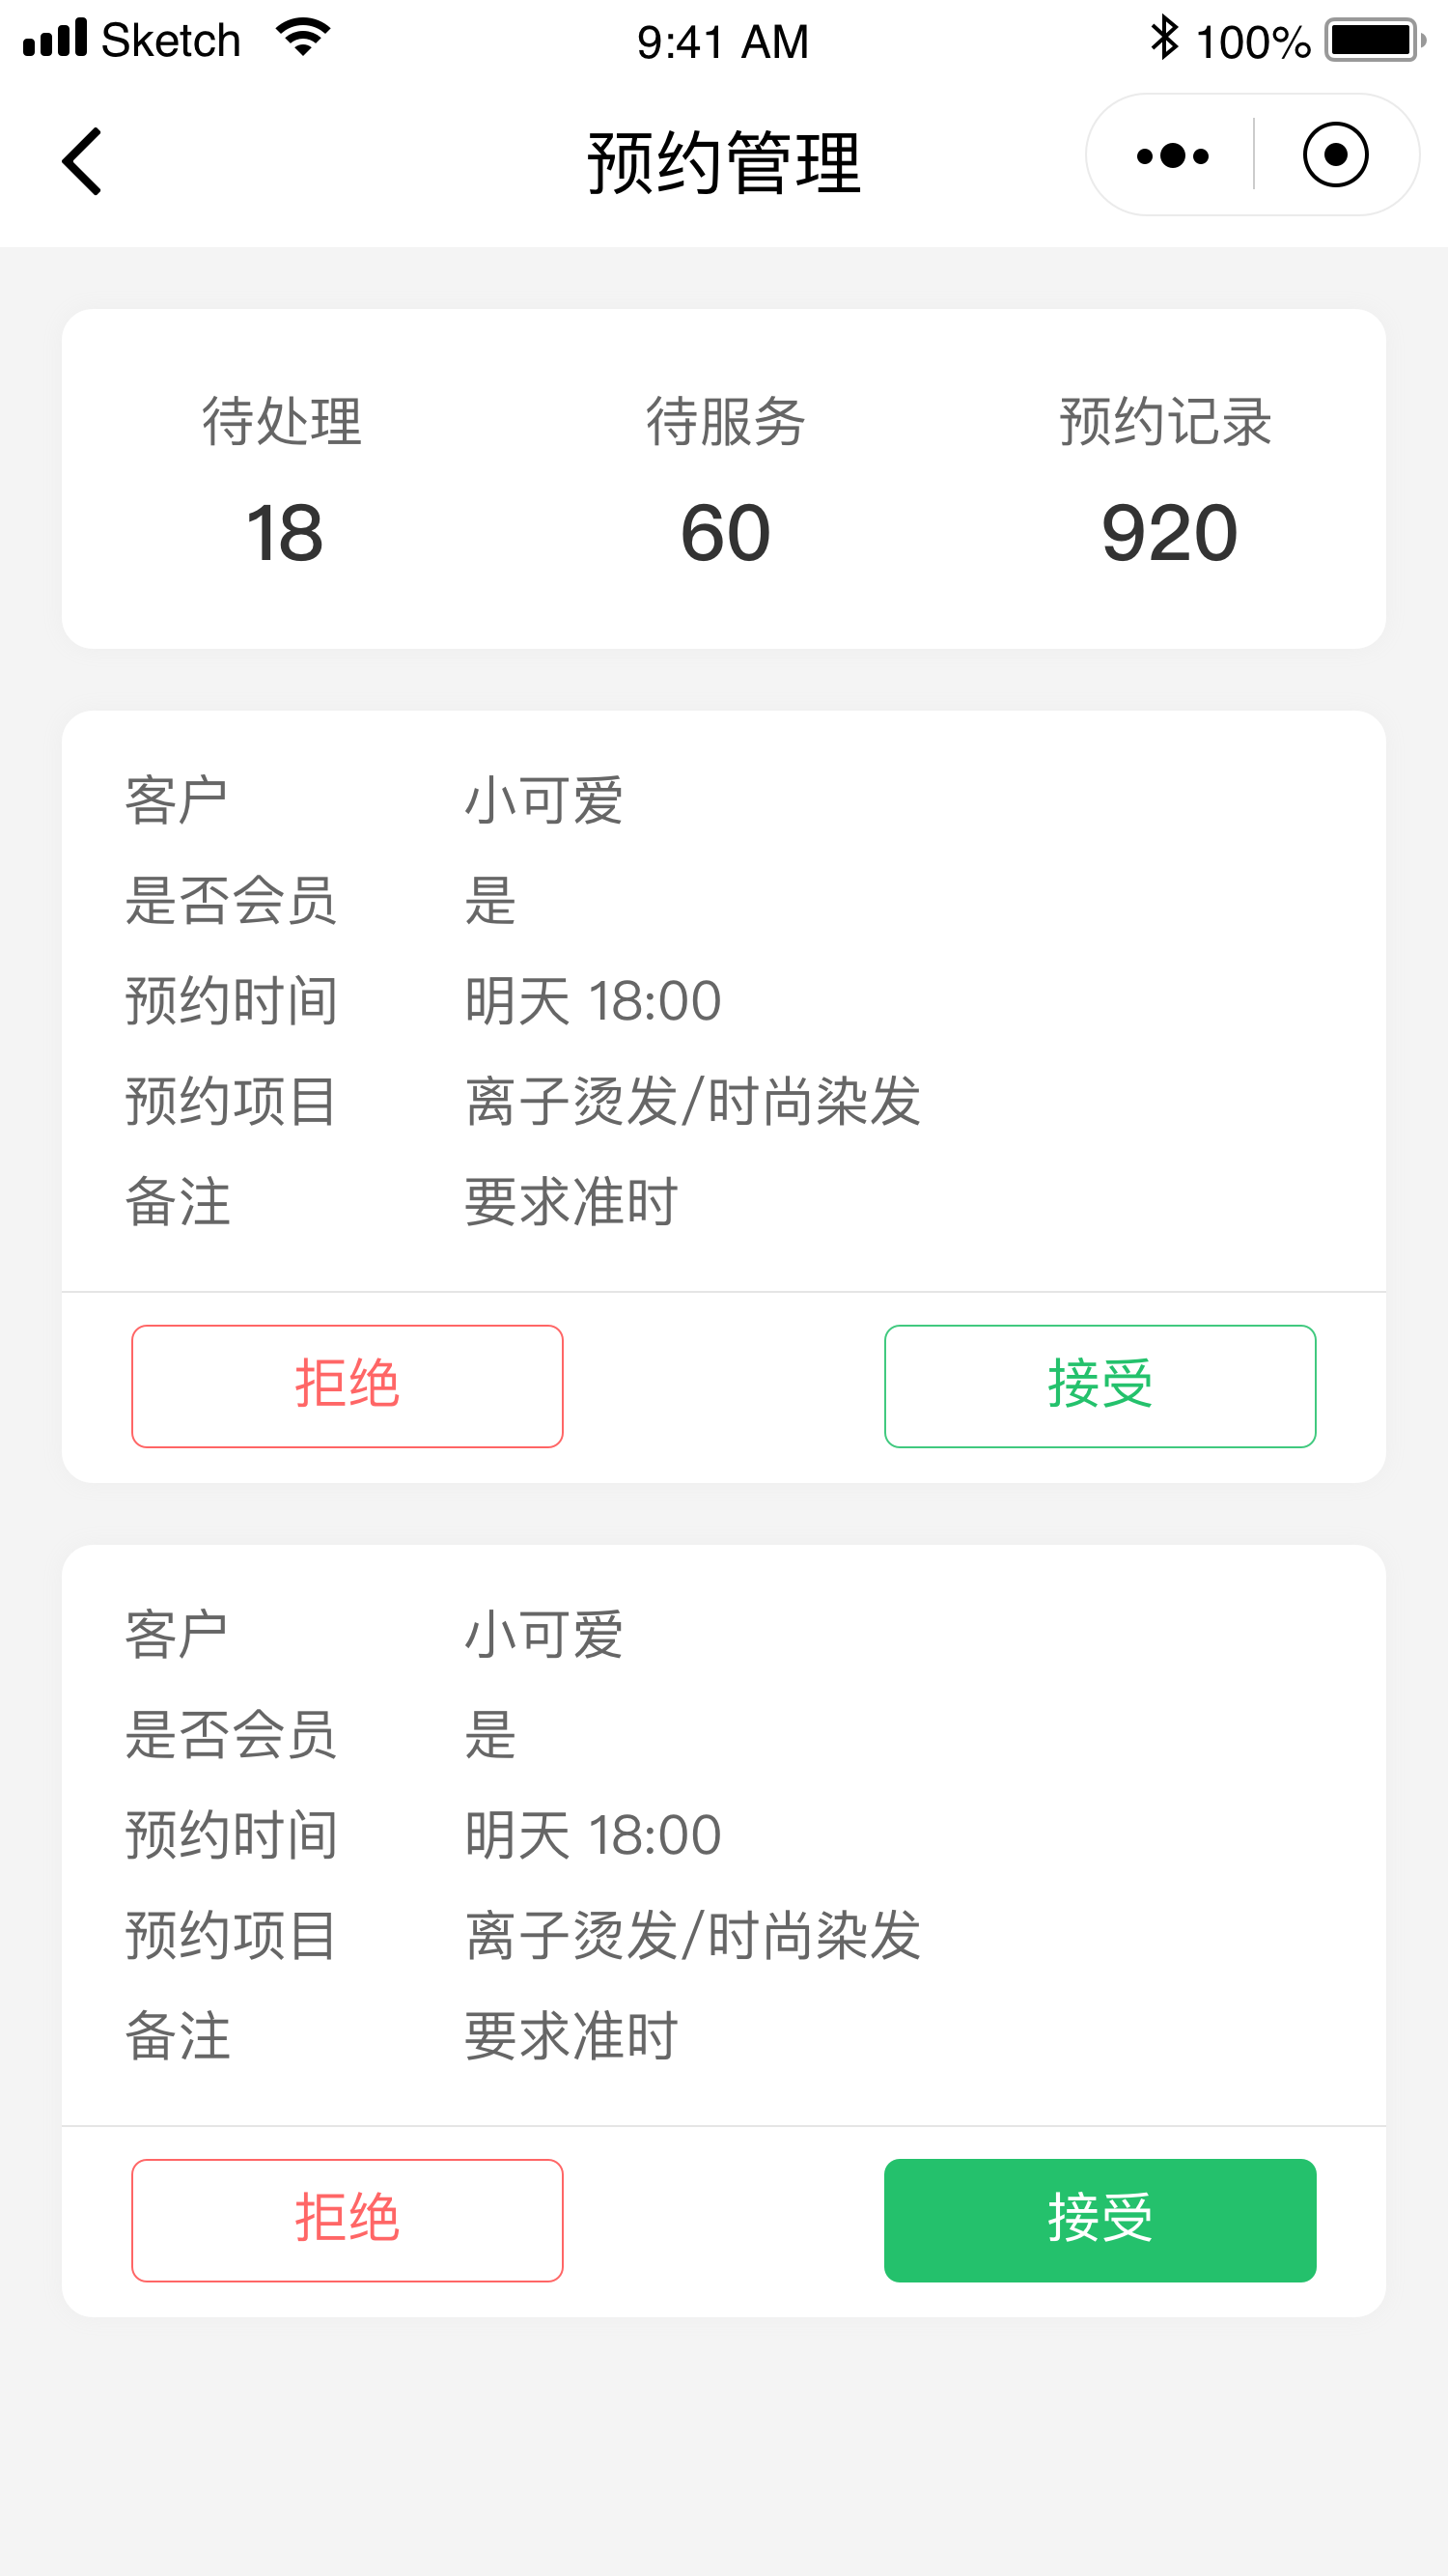 Sketch 9:41 AM 100%
预约管理
待处理 待服务 预约记录
18 60 920
客户 小可爱
是否会员 是
预约时间 明天 18:00
预约项目 离子烫发/时尚染发
备注 要求准时
拒绝 接受
客户 小可爱
是否会员 是
预约时间 明天 18:00
预约项目 离子烫发/时尚染发
备注 要求准时
拒绝 接受